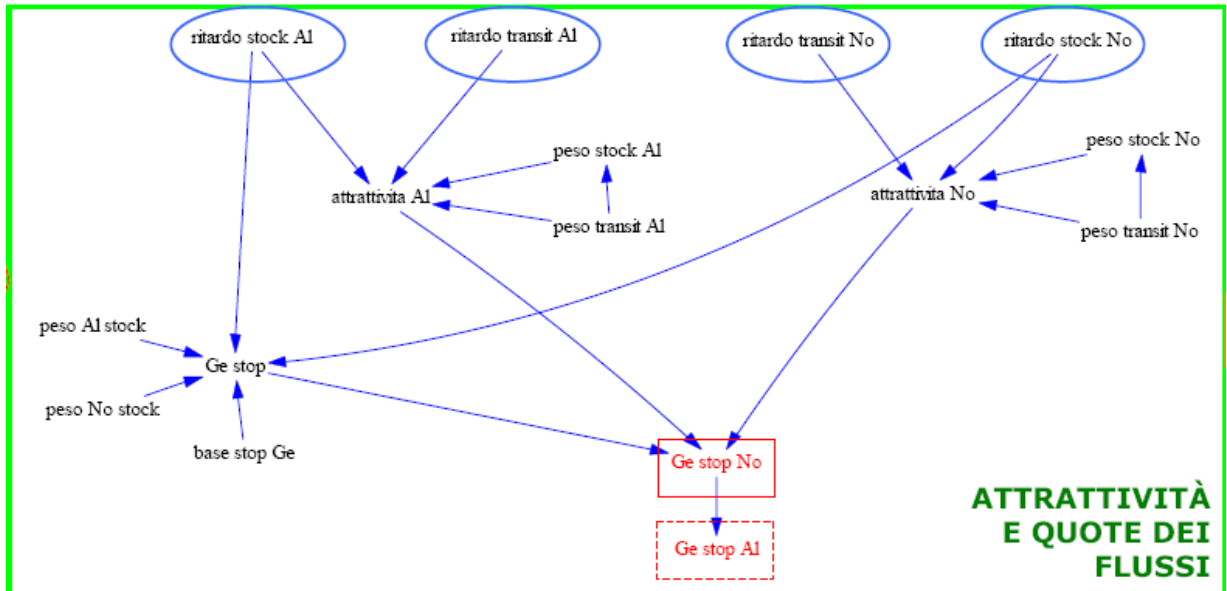 ritardo stock Al
ritardo transit Al
ritardo transit No
ritardo stock No
peso stock Al
peso stock No
attrattivita Al
attrattivita No
peso transit Al
peso transit No
peso Al stock
Ge stop
peso No stock
base stop Ge
Ge stop No
Ge stop Al
ATTRATTIVITÀ
E QUOTE DEI
FLUSSI